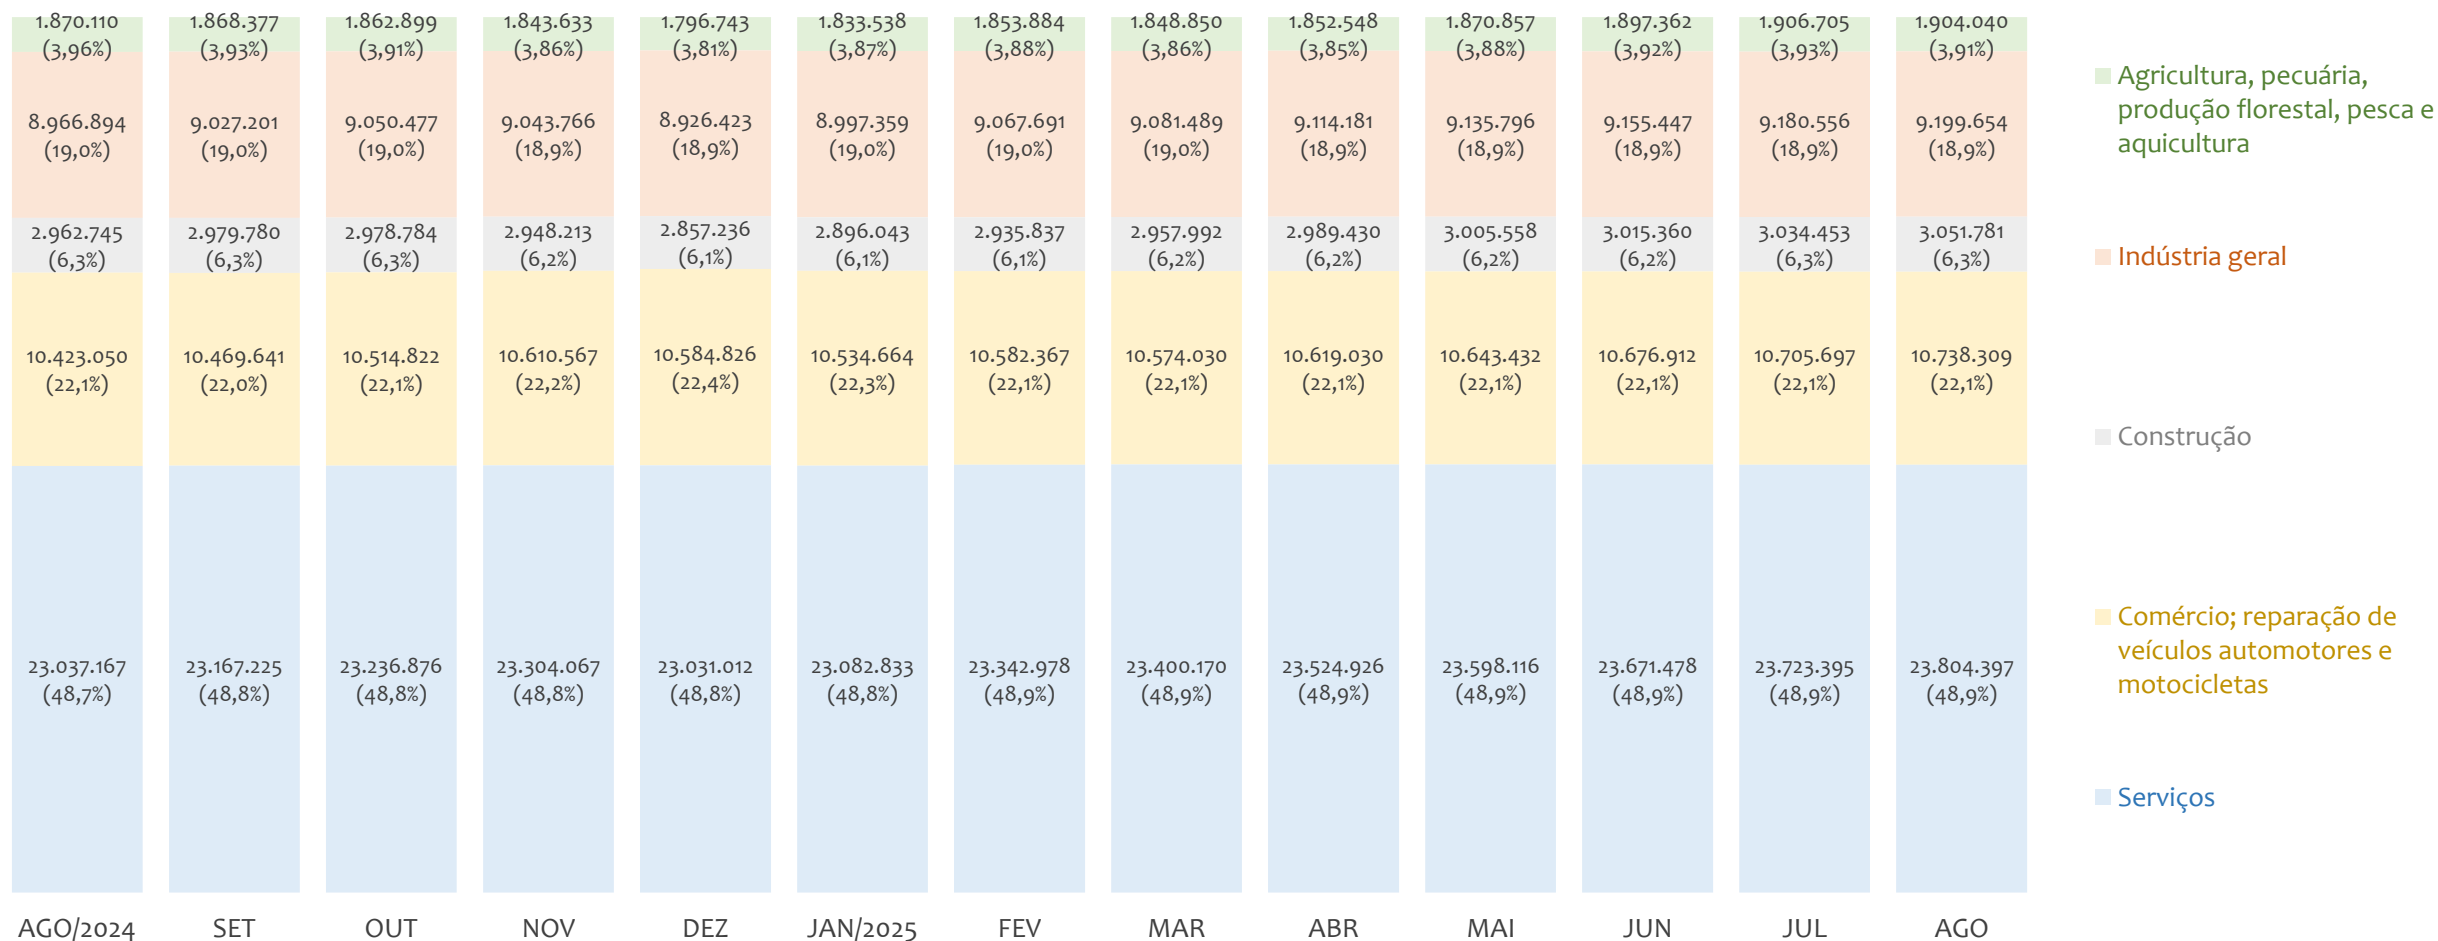 1.870.110 1.868.377 1.862.899 1.843.633 1.796.743 1.833.538 1.853.884 1.848.850 1.852.548 1.870.857 1.897.362 1.906.705 1.904.040
(3,96%) (3,93%) (3,91%) (3,86%) (3,81%) (3,87%) (3,88%) (3,86%) (3,85%) (3,88%) (3,92%) (3,93%) (3,91%)
8.966.894 9.027.201 9.050.477 9.043.766 8.926.423 8.997.359 9.067.691 9.081.489 9.114.181 9.135.796 9.155.447 9.180.556 9.199.654
(19,0%) (19,0%) (19,0%) (18,9%) (18,9%) (19,0%) (19,0%) (19,0%) (18,9%) (18,9%) (18,9%) (18,9%) (18,9%)
2.962.745 2.979.780 2.978.784 2.948.213 2.857.236 2.896.043 2.935.837 2.957.992 2.989.430 3.005.558 3.015.360 3.034.453 3.051.781
(6,3%) (6,3%) (6,3%) (6,2%) (6,1%) (6,1%) (6,1%) (6,2%) (6,2%) (6,2%) (6,2%) (6,3%) (6,3%)
10.423.050 10.469.641 10.514.822 10.610.567 10.584.826 10.534.664 10.582.367 10.574.030 10.619.030 10.643.432 10.676.912 10.705.697 10.738.309
(22,1%) (22,0%) (22,1%) (22,2%) (22,4%) (22,3%) (22,1%) (22,1%) (22,1%) (22,1%) (22,1%) (22,1%) (22,1%)
23.037.167 23.167.225 23.236.876 23.304.067 23.031.012 23.082.833 23.342.978 23.400.170 23.524.926 23.598.116 23.671.478 23.723.395 23.804.397
(48,7%) (48,8%) (48,8%) (48,8%) (48,8%) (48,8%) (48,9%) (48,9%) (48,9%) (48,9%) (48,9%) (48,9%) (48,9%)
AGO/2024 SET OUT NOV DEZ JAN/2025 FEV MAR ABR MAI JUN JUL AGO
Agricultura, pecuária,
produção florestal, pesca e
aquicultura
Indústria geral
Construção
Comércio; reparação de
veículos automotores e
motocicletas
Serviços